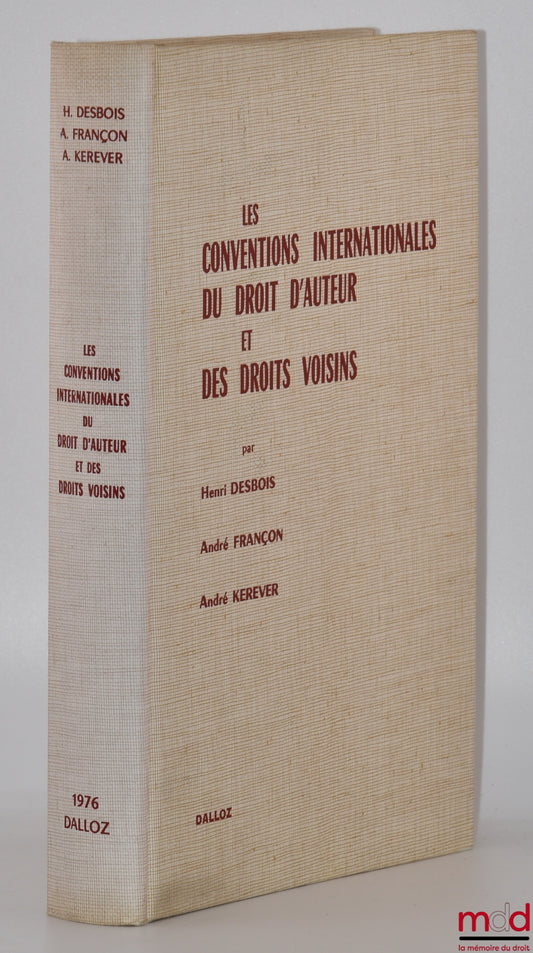 H. DESBOIS
A. FRANÇON
A. KEREVER
LES
CONVENTIONS
INTERNATIONALES
DU
DROIT D'AUTEUR
ET DES
DROITS VOISINS
1976
DALLOZ
LES
CONVENTIONS INTERNATIONALES
DU DROIT D'AUTEUR
ET
DES DROITS VOISINS
par
Henri DESBOIS
André FRANÇON
André KEREVER
DALLOZ
mdd
la mémoire du droit